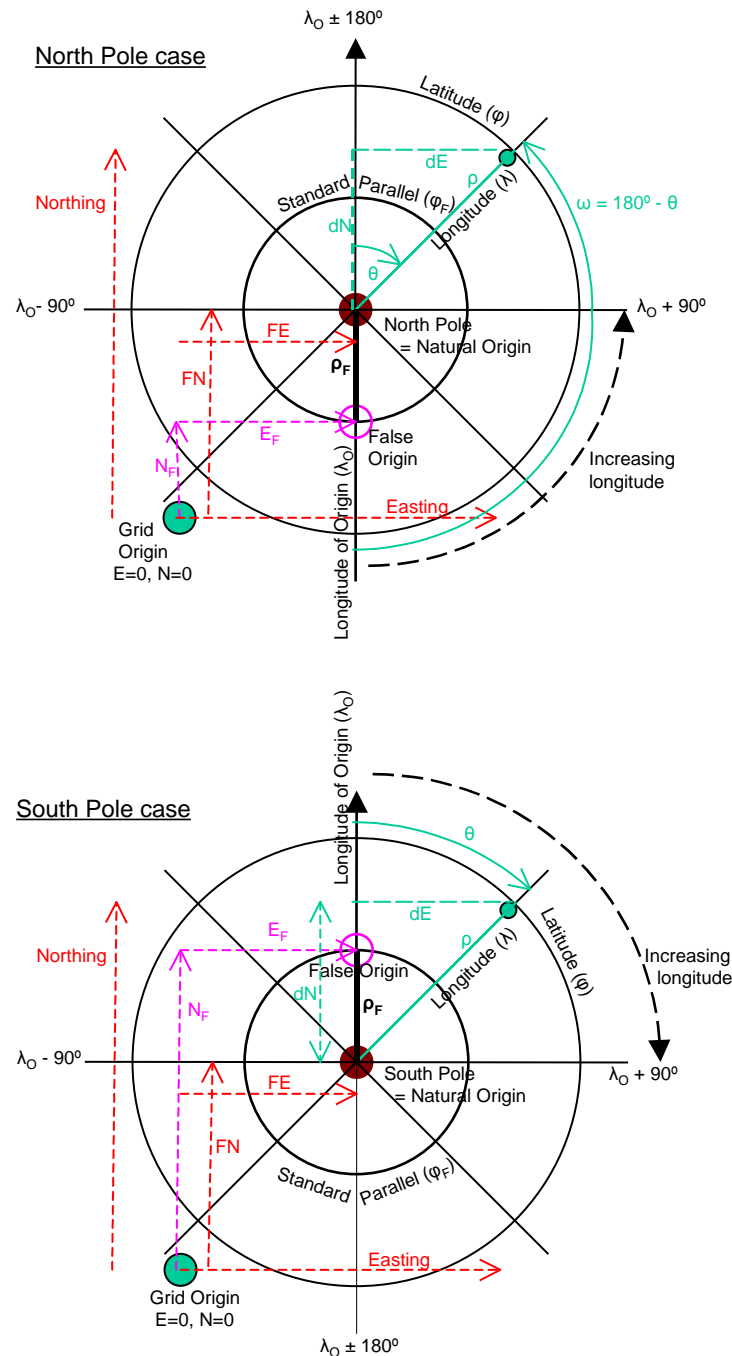 λO ± 180º
North Pole case
Latitude (φ)
dE
ρ
Standard Parallel (φF)
Longitude (λ)
Northing
dN
ω = 180º - θ
θ
λO- 90º
λO + 90º
North Pole
= Natural Origin
FE
ρF
FN
EF
False
Origin
NF
Increasing
longitude
Longitude of Origin (λO)
Easting
Grid
Origin
E=0, N=0
Longitude of Origin (λO)
South Pole case
θ
dE
Latitude (φ)
ρ
EF
Northing
Longitude (λ)
Increasing
longitude
False Origin
dN
ρF
NF
λO - 90º
λO + 90º
South Pole
= Natural Origin
FE
FN
Standard Parallel (φF)
Easting
Grid Origin
E=0, N=0
λO ± 180º